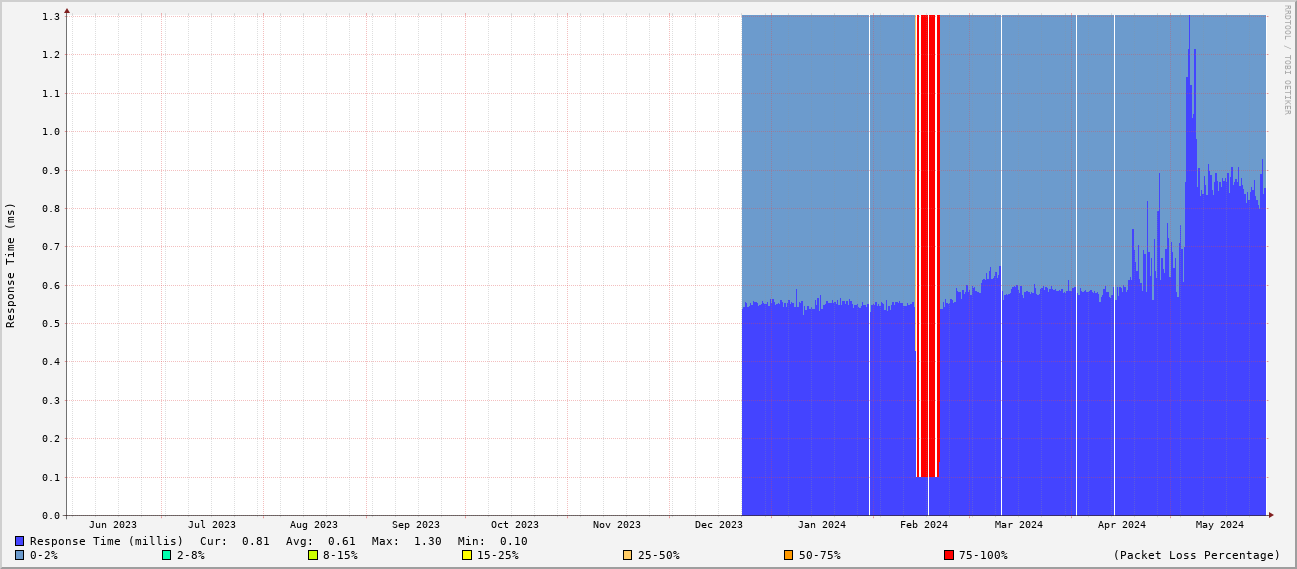 RRDTOOL / TOBI OETIKER
Response Time (ms)
1.3
1.2
1.1
1.0
0.9
0.8
0.7
0.6
0.5
0.4
0.3
0.2
0.1
0.0
Jun 2023 Jul 2023 Aug 2023 Sep 2023 Oct 2023 Nov 2023 Dec 2023 Jan 2024 Feb 2024 Mar 2024 Apr 2024 May 2024
Response Time (millis) Cur: 0.81 Avg: 0.61 Max: 1.30 Min: 0.10
0-2% 2-8% 8-15% 15-25% 25-50% 50-75% 75-100% (Packet Loss Percentage)